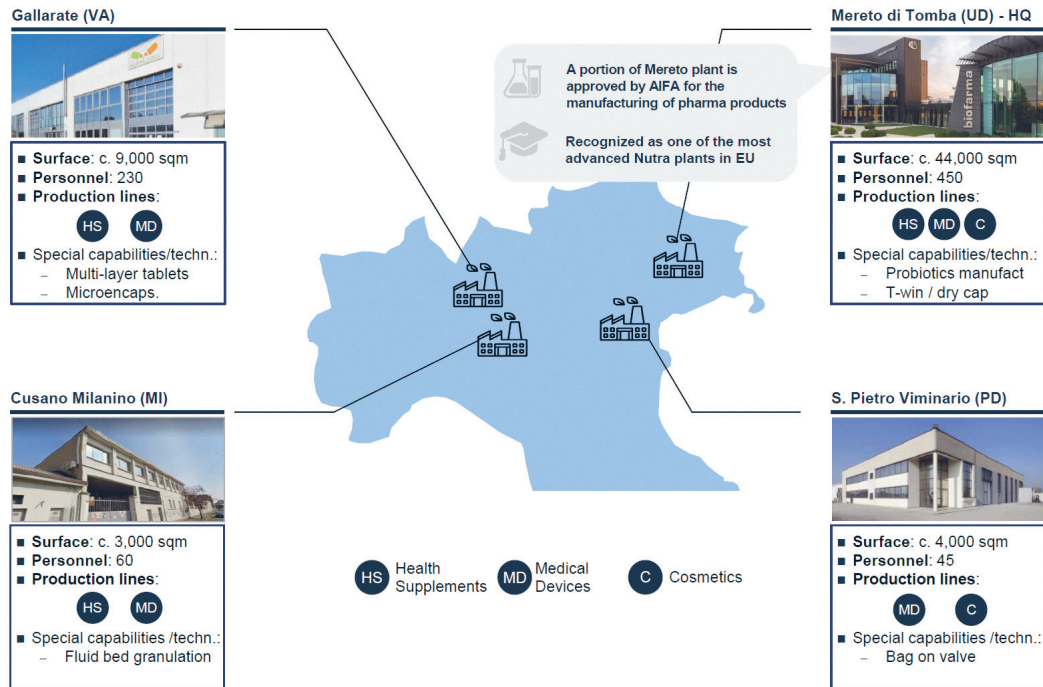 Gallarate (VA)
Surface: c. 9,000 sqm
Personnel: 230
Production lines:
HS MD
Special capabilities/techn.:
– Multi-layer tablets
– Microencaps.
A portion of Mereto plant is
approved by AIFA for the
manufacturing of pharma products
Recognized as one of the most
advanced Nutra plants in EU
Mereto di Tomba (UD) - HQ
biofarma
Surface: c. 44,000 sqm
Personnel: 450
Production lines:
HS MD C
Special capabilities/techn.:
– Probiotics manufact
– T-win / dry cap
Cusano Milanino (MI)
Surface: c. 3,000 sqm
Personnel: 60
Production lines:
HS MD
Special capabilities /techn.:
– Fluid bed granulation
HS Health
Supplements
MD Medical
Devices
C Cosmetics
S. Pietro Viminario (PD)
Surface: c. 4,000 sqm
Personnel: 45
Production lines:
MD C
Special capabilities /techn.:
– Bag on valve